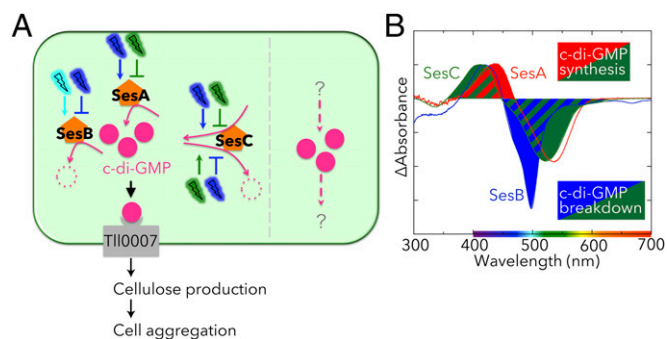 A
SesA
SesB
SesC
c-di-GMP
Tll0007
Cellulose production
Cell aggregation
?
?
B
ΔAbsorbance
SesC
SesA
SesB
c-di-GMP
synthesis
c-di-GMP
breakdown
300 400 500 600 700
Wavelength (nm)